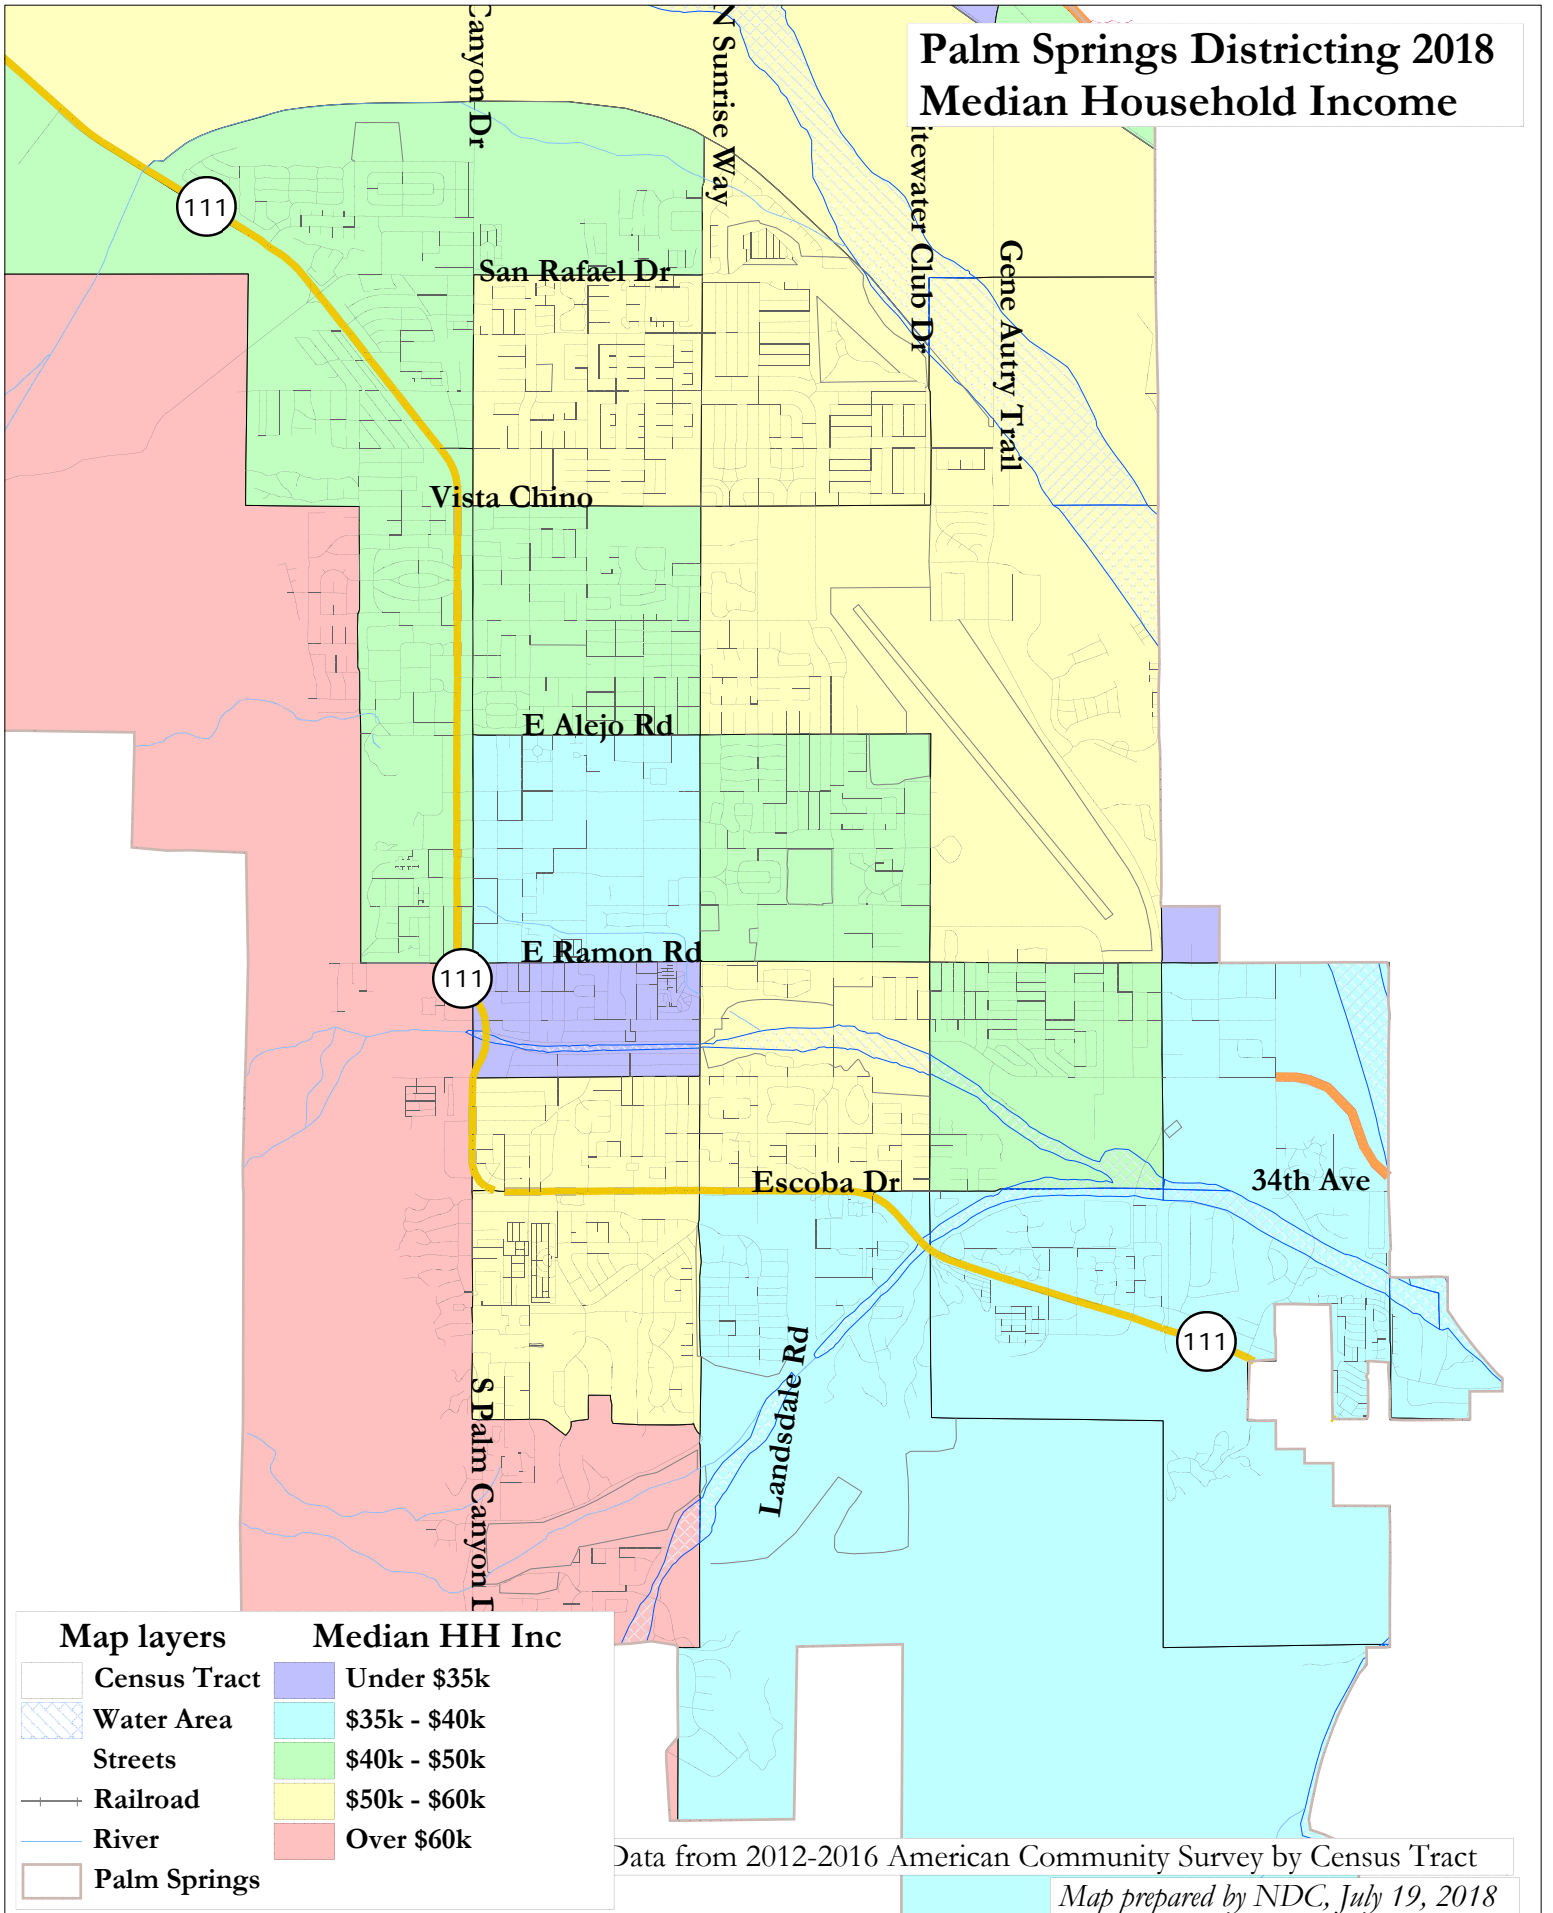 Palm Springs Districting 2018
Median Household Income
Canyon Dr
N Sunrise Way
itewater Club Dr
Gene Autry Trail
111
San Rafael Dr
Vista Chino
E Alejo Rd
E Ramon Rd
111
Escoba Dr
34th Ave
111
Landsdale Rd
S Palm Canyon D
Map layers
Census Tract
Water Area
Streets
Railroad
River
Palm Springs
Median HH Inc
Under $35k
$35k - $40k
$40k - $50k
$50k - $60k
Over $60k
Data from 2012-2016 American Community Survey by Census Tract
Map prepared by NDC, July 19, 2018